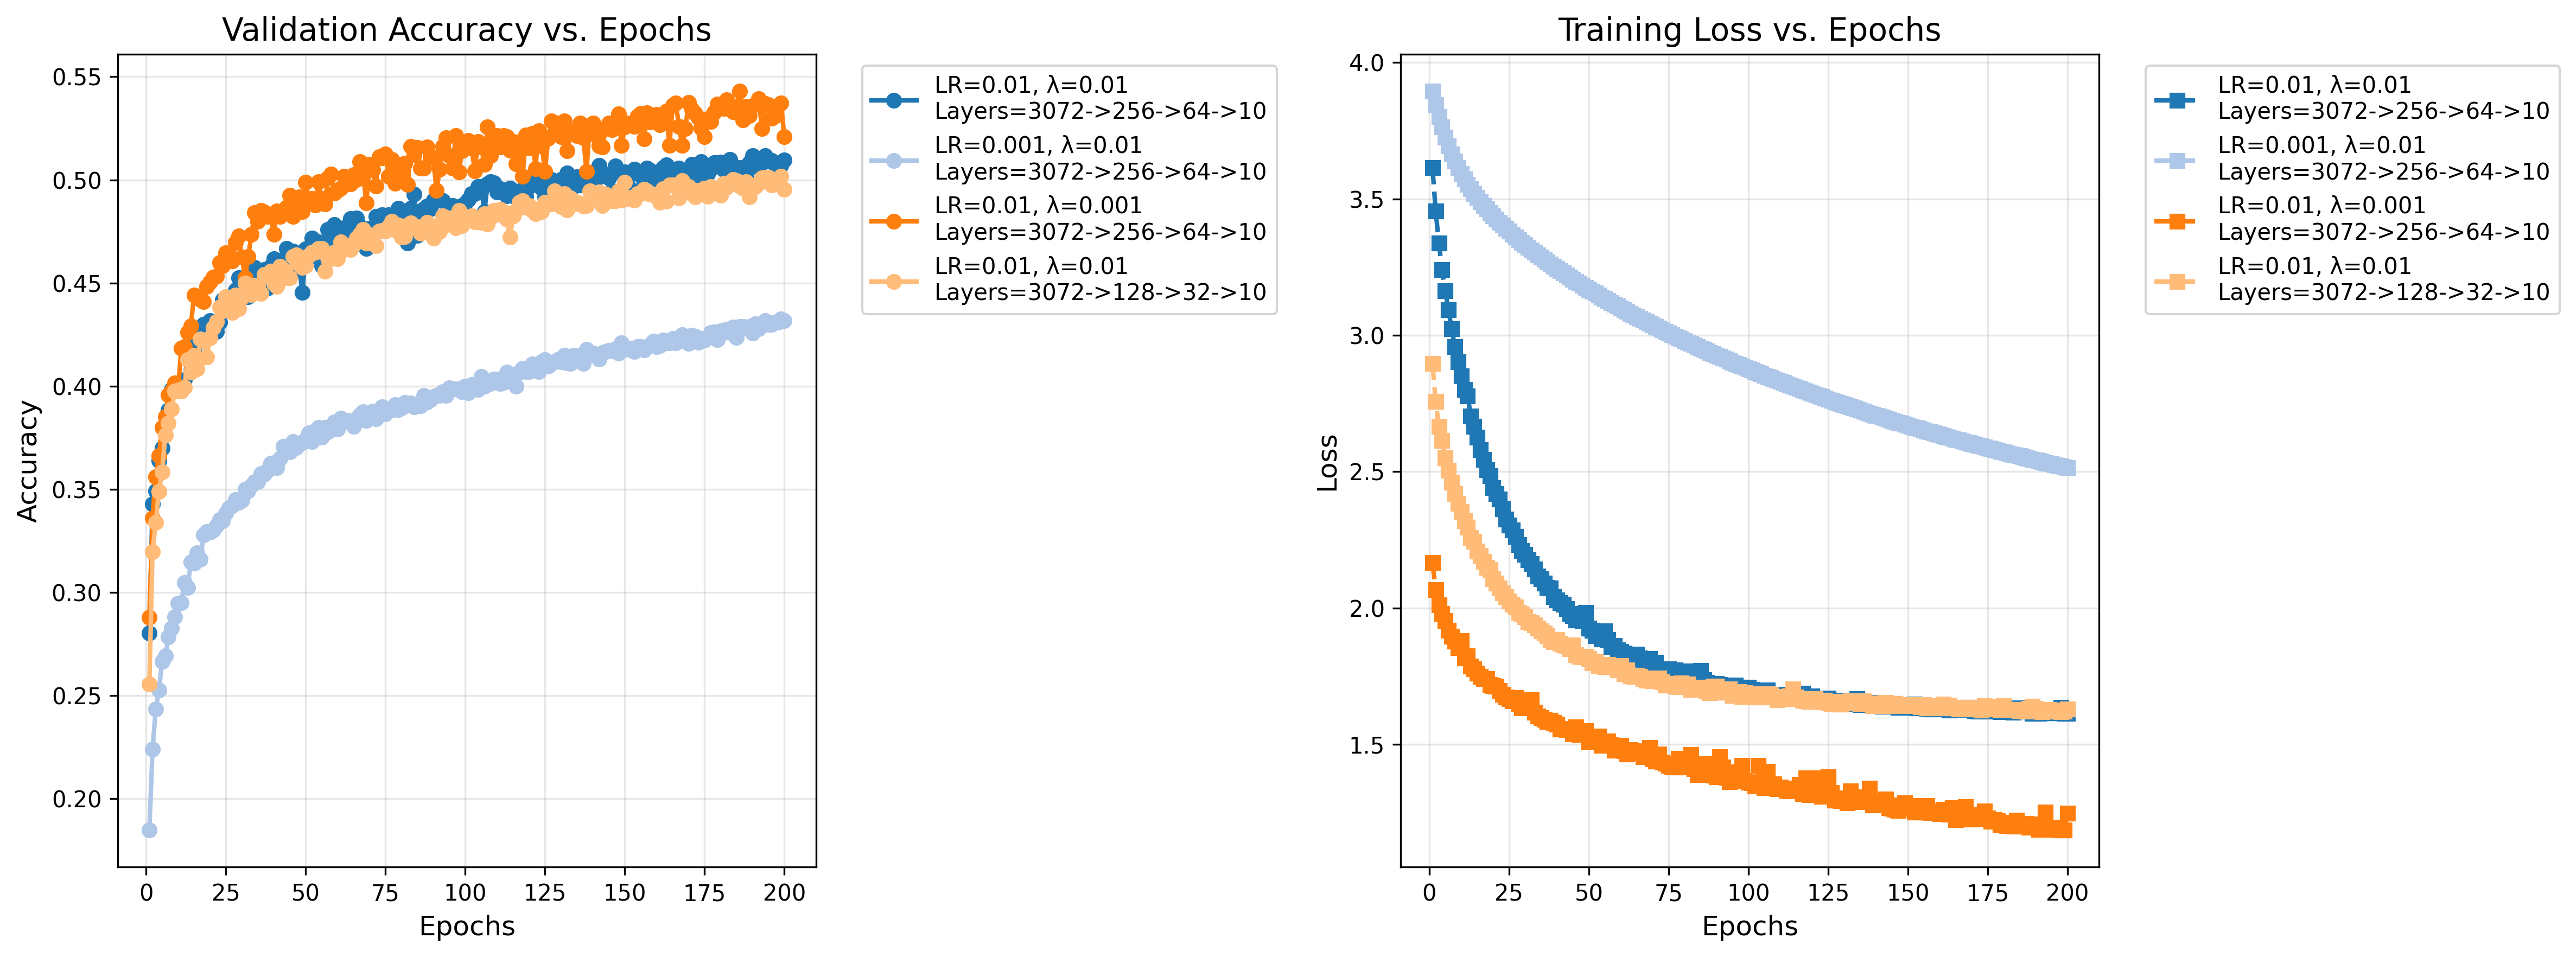 Validation Accuracy vs. Epochs
0.55
0.50
0.45
0.40
0.35
0.30
0.25
0.20
Accuracy
0 25 50 75 100 125 150 175 200
Epochs
LR=0.01, λ=0.01
Layers=3072->256->64->10
LR=0.001, λ=0.01
Layers=3072->256->64->10
LR=0.01, λ=0.001
Layers=3072->256->64->10
LR=0.01, λ=0.01
Layers=3072->128->32->10
Training Loss vs. Epochs
4.0
3.5
3.0
2.5
2.0
1.5
Loss
0 25 50 75 100 125 150 175 200
Epochs
LR=0.01, λ=0.01
Layers=3072->256->64->10
LR=0.001, λ=0.01
Layers=3072->256->64->10
LR=0.01, λ=0.001
Layers=3072->256->64->10
LR=0.01, λ=0.01
Layers=3072->128->32->10